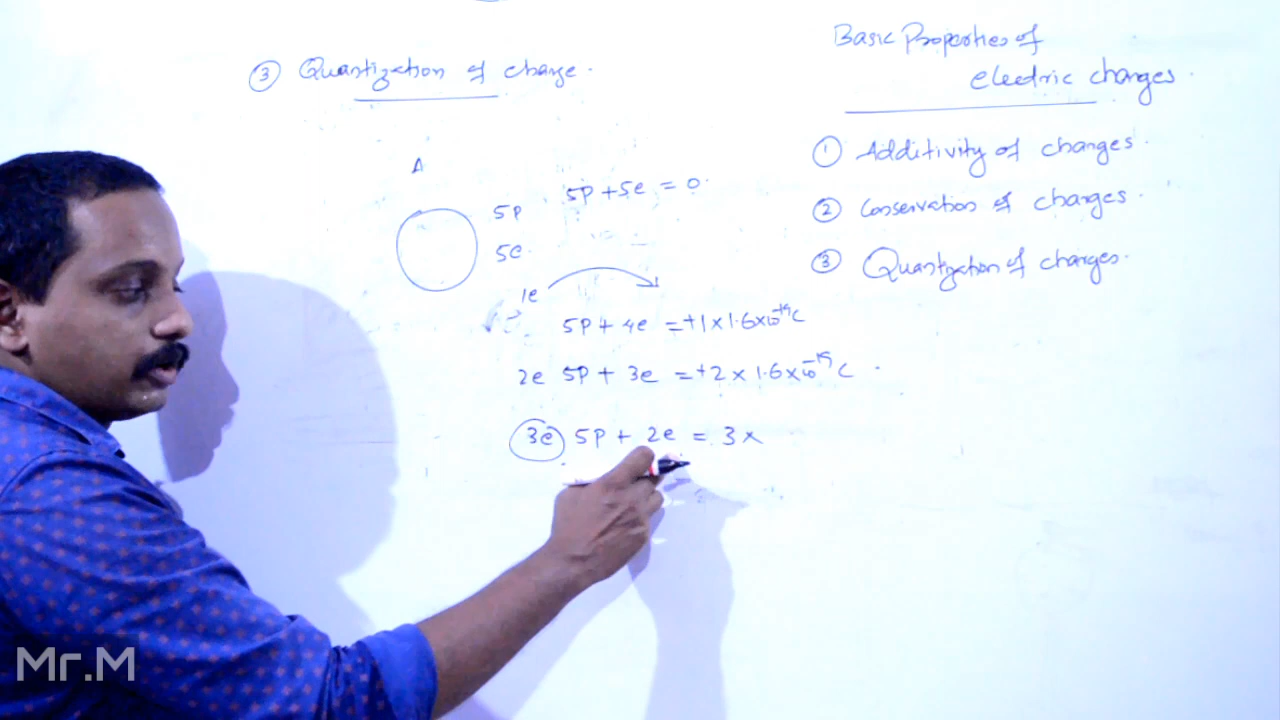 ③ Quantization of charge.
A
5p
5e
5p + 5e = 0.
1e
5p + 4e = +1 × 1.6×10⁻¹⁹ C
2e 5p + 3e = +2 × 1.6×10⁻¹⁹ C.
3e 5p + 2e = 3 ×
Basic Properties of
electric charges.
① Additivity of charges.
② Conservation of charges.
③ Quantization of charges.
Mr.M